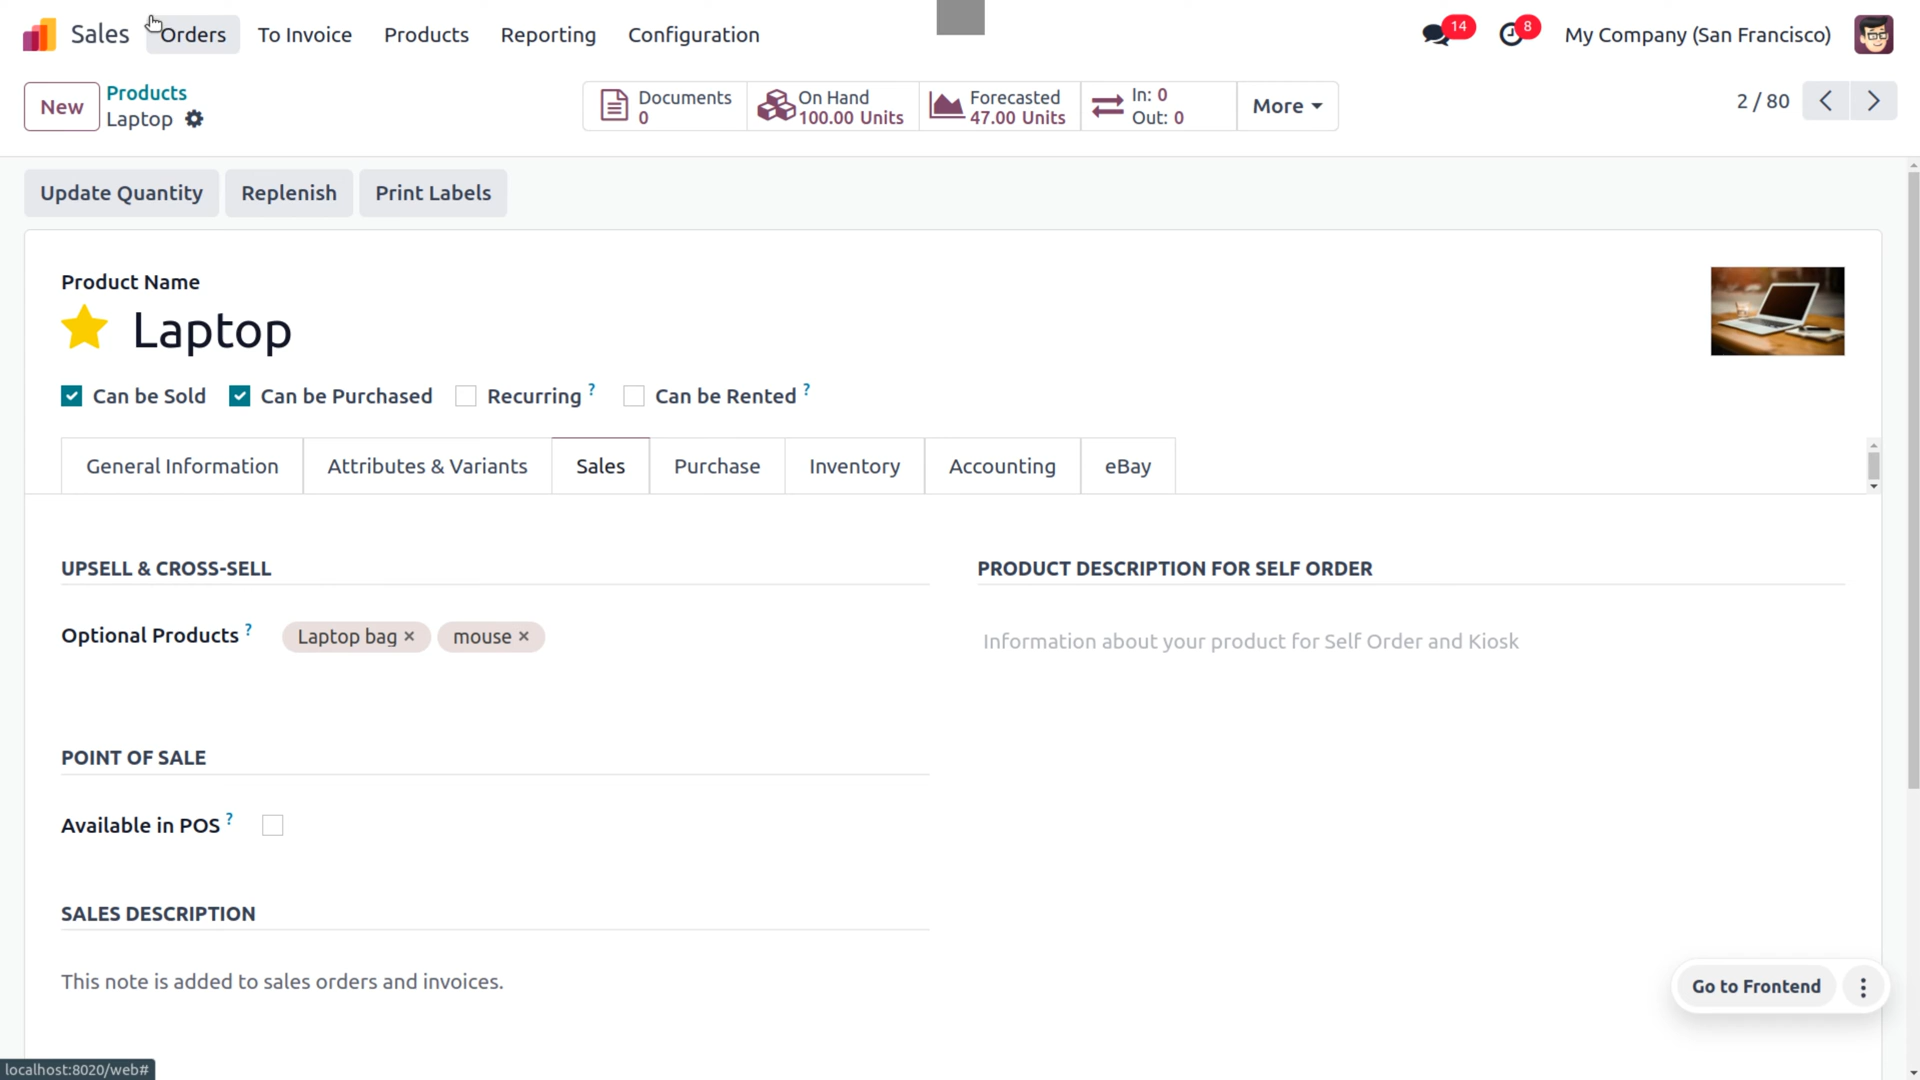 Sales Orders To Invoice Products Reporting Configuration 14 8 My Company (San Francisco)
New Products Laptop
Documents 0 On Hand 100.00 Units Forecasted 47.00 Units In: 0 Out: 0 More 2 / 80
Update Quantity Replenish Print Labels
Product Name
Laptop
Can be Sold Can be Purchased Recurring ? Can be Rented ?
General Information Attributes & Variants Sales Purchase Inventory Accounting eBay
UPSELL & CROSS-SELL
Optional Products ? Laptop bag × mouse ×
PRODUCT DESCRIPTION FOR SELF ORDER
Information about your product for Self Order and Kiosk
POINT OF SALE
Available in POS ?
SALES DESCRIPTION
This note is added to sales orders and invoices.
Go to Frontend
localhost:8020/web#